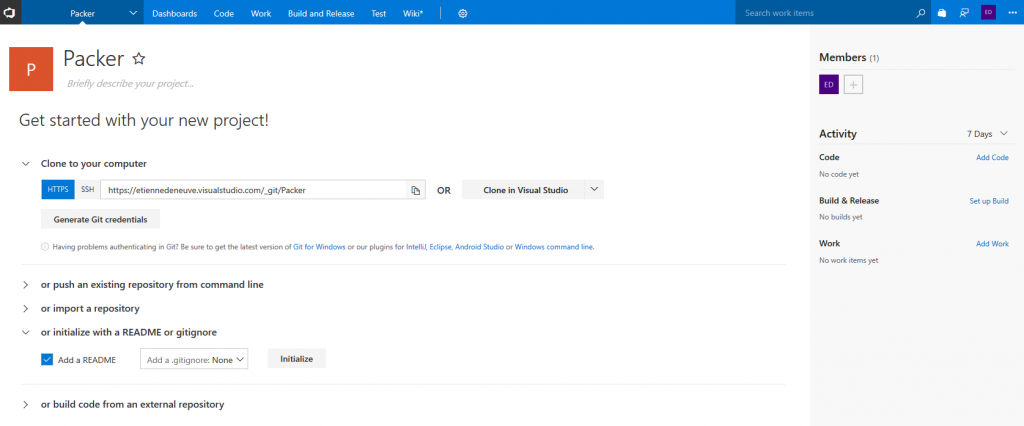 Packer Dashboards Code Work Build and Release Test Wiki* Search work items ED
P Packer
Briefly describe your project...
Get started with your new project!
Clone to your computer
HTTPS SSH https://etiennedeneuve.visualstudio.com/_git/Packer OR Clone in Visual Studio
Generate Git credentials
Having problems authenticating in Git? Be sure to get the latest version of Git for Windows or our plugins for IntelliJ, Eclipse, Android Studio or Windows command line.
or push an existing repository from command line
or import a repository
or initialize with a README or gitignore
Add a README Add a .gitignore: None Initialize
or build code from an external repository
Members (1)
ED +
Activity 7 Days
Code Add Code
No code yet
Build & Release Set up Build
No builds yet
Work Add Work
No work items yet